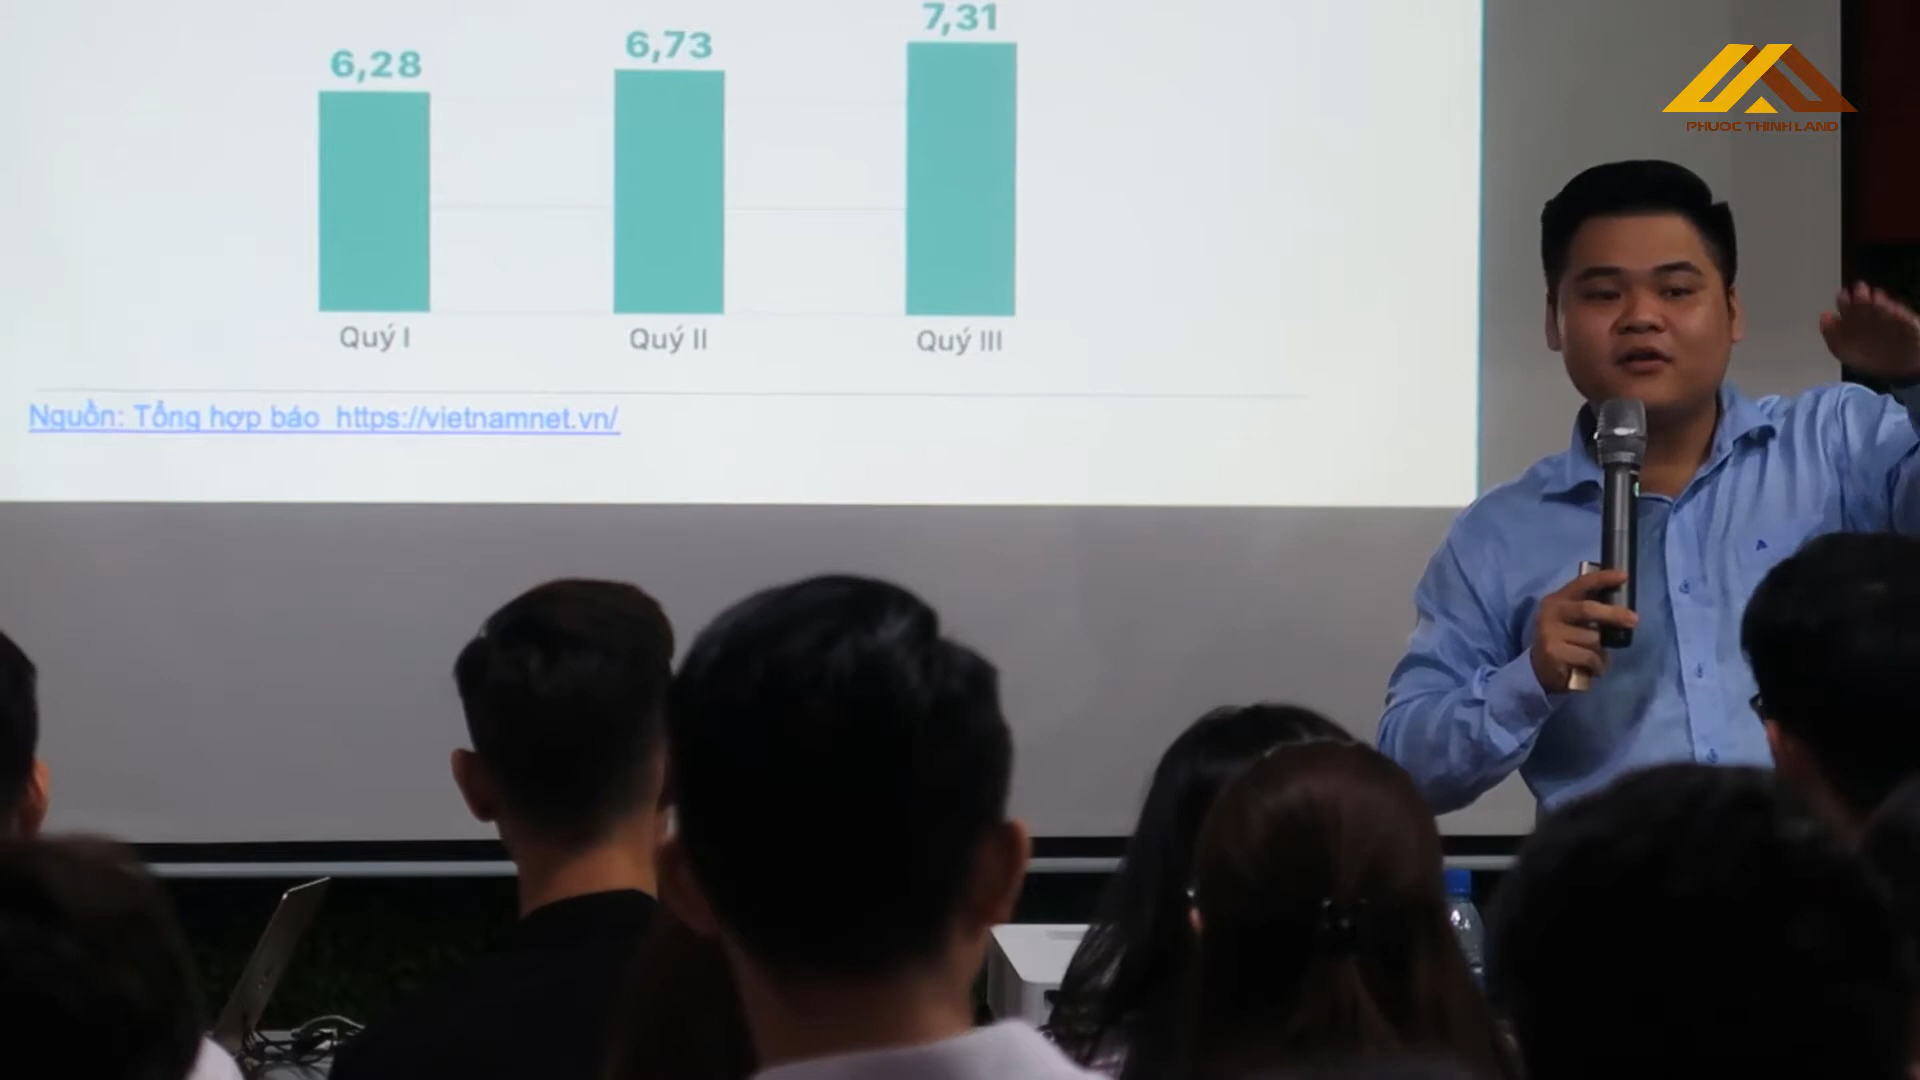 6,28
6,73
7,31
Quý I
Quý II
Quý III
Nguồn: Tổng hợp báo https://vietnamnet.vn/
PHUOC THINH LAND